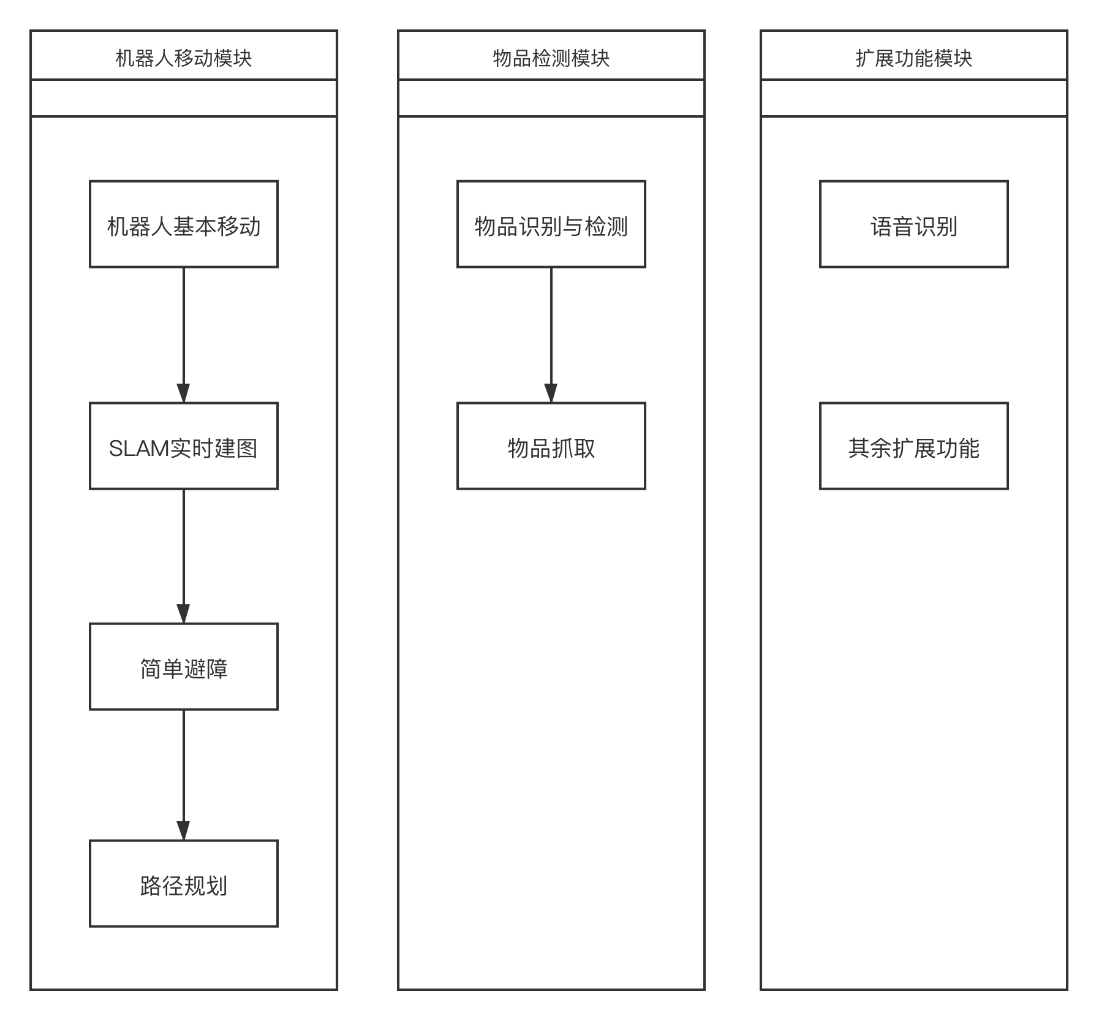 机器人移动模块
机器人基本移动
SLAM实时建图
简单避障
路径规划
物品检测模块
物品识别与检测
物品抓取
扩展功能模块
语音识别
其余扩展功能